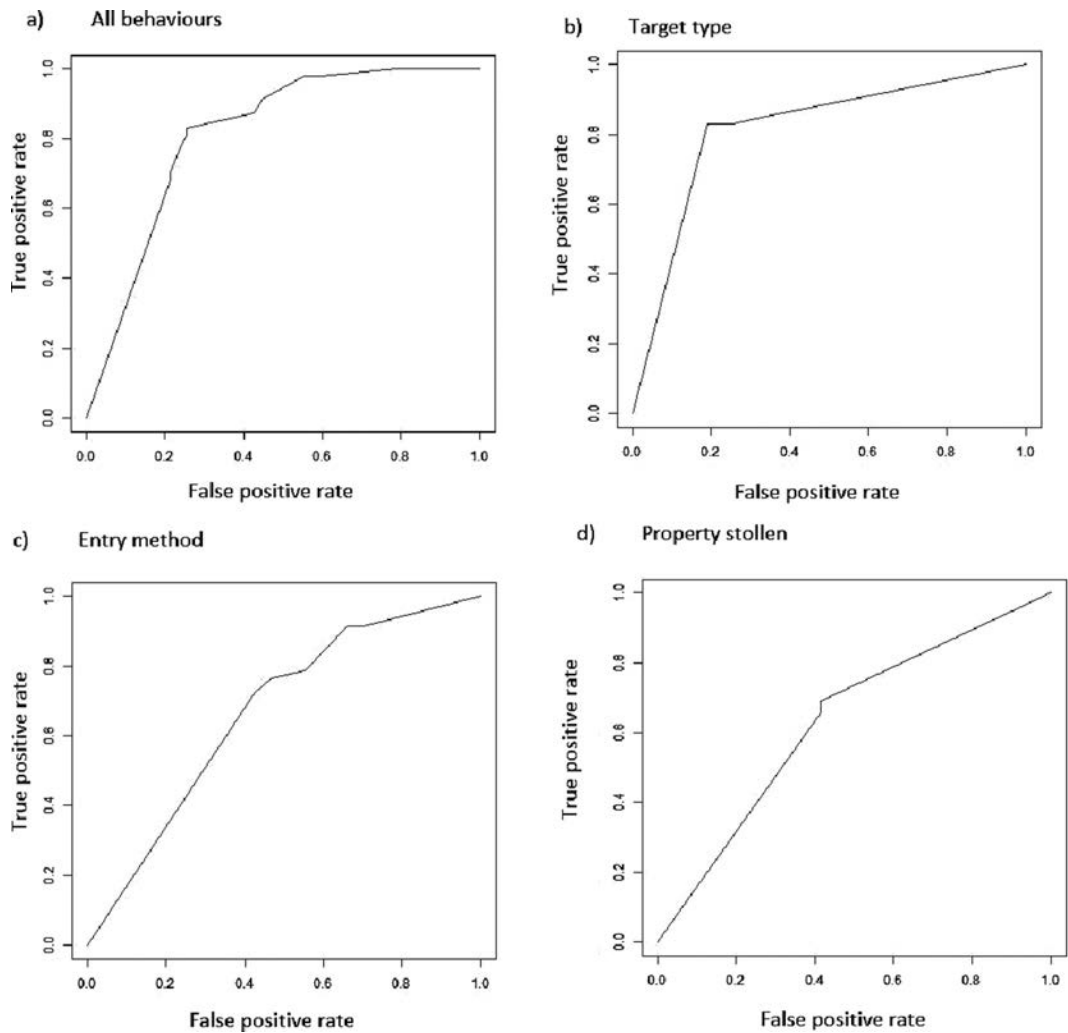 a) All behaviours
True positive rate
1.0
0.8
0.6
0.4
0.2
0.0
0.0 0.2 0.4 0.6 0.8 1.0
False positive rate
b) Target type
True positive rate
1.0
0.8
0.6
0.4
0.2
0.0
0.0 0.2 0.4 0.6 0.8 1.0
False positive rate
c) Entry method
True positive rate
1.0
0.8
0.6
0.4
0.2
0.0
0.0 0.2 0.4 0.6 0.8 1.0
False positive rate
d) Property stollen
True positive rate
1.0
0.8
0.6
0.4
0.2
0.0
0.0 0.2 0.4 0.6 0.8 1.0
False positive rate